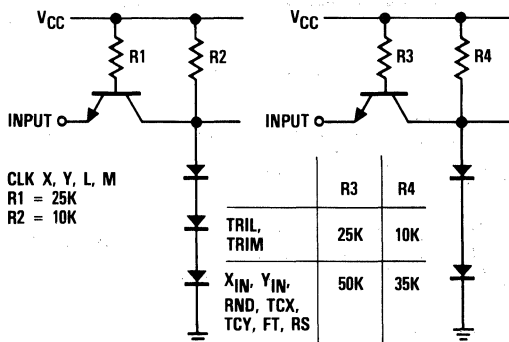 VCC
R1
R2
INPUT
CLK X, Y, L, M
R1 = 25K
R2 = 10K
VCC
R3
R4
INPUT
R3 R4
TRIL, TRIM 25K 10K
XIN, YIN, RND, TCX, TCY, FT, RS 50K 35K